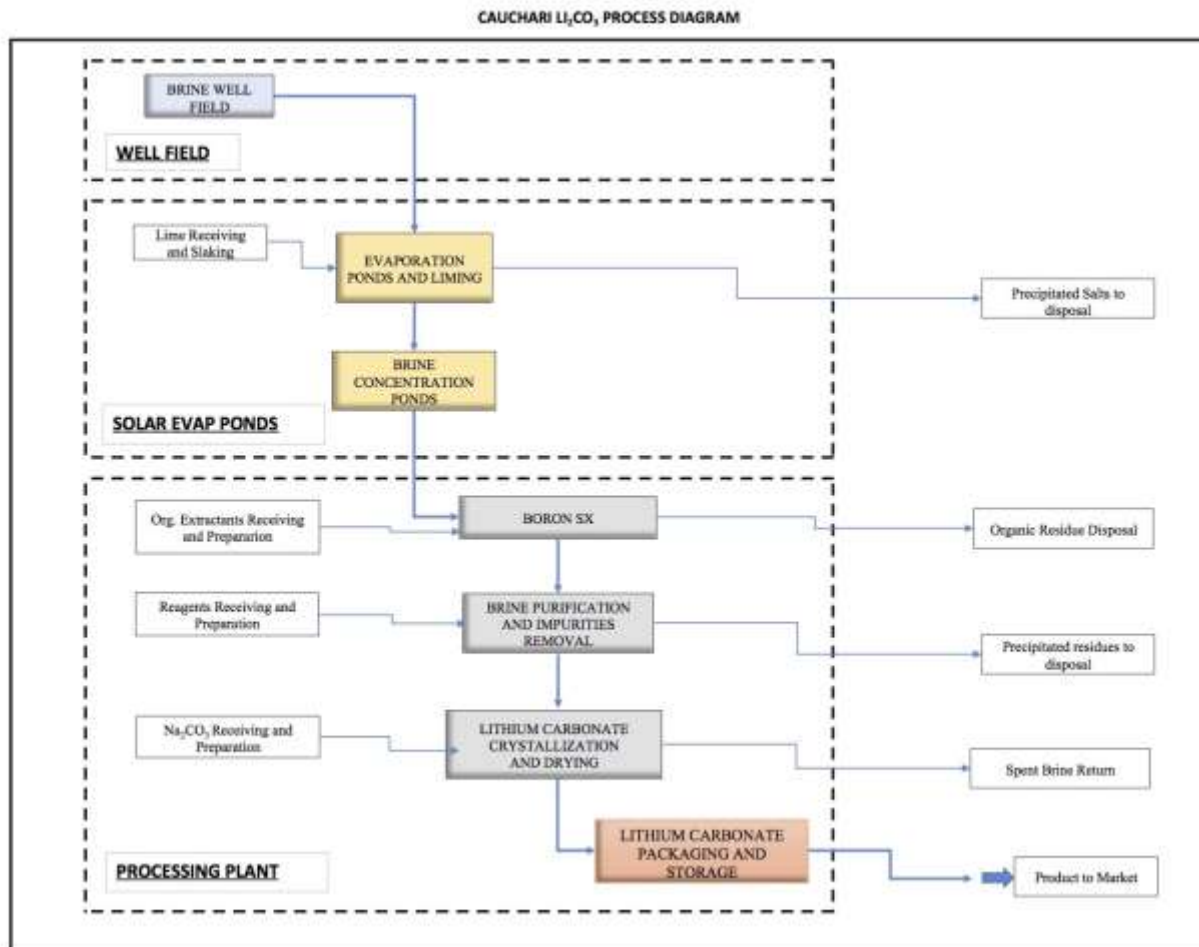 CAUCHARI LI₂CO₃ PROCESS DIAGRAM
BRINE WELL
FIELD
WELL FIELD
Lime Receiving
and Slaking
EVAPORATION
PONDS AND LIMING
Precipitated Salts to
disposal
BRINE
CONCENTRATION
PONDS
SOLAR EVAP PONDS
Org. Extractants Receiving
and Preparation
BORON SX
Organic Residue Disposal
Reagents Receiving and
Preparation
BRINE PURIFICATION
AND IMPURITIES
REMOVAL
Precipitated residues to
disposal
Na₂CO₃ Receiving and
Preparation
LITHIUM CARBONATE
CRYSTALLIZATION
AND DRYING
Spent Brine Return
LITHIUM CARBONATE
PACKAGING AND
STORAGE
PROCESSING PLANT
Product to Market